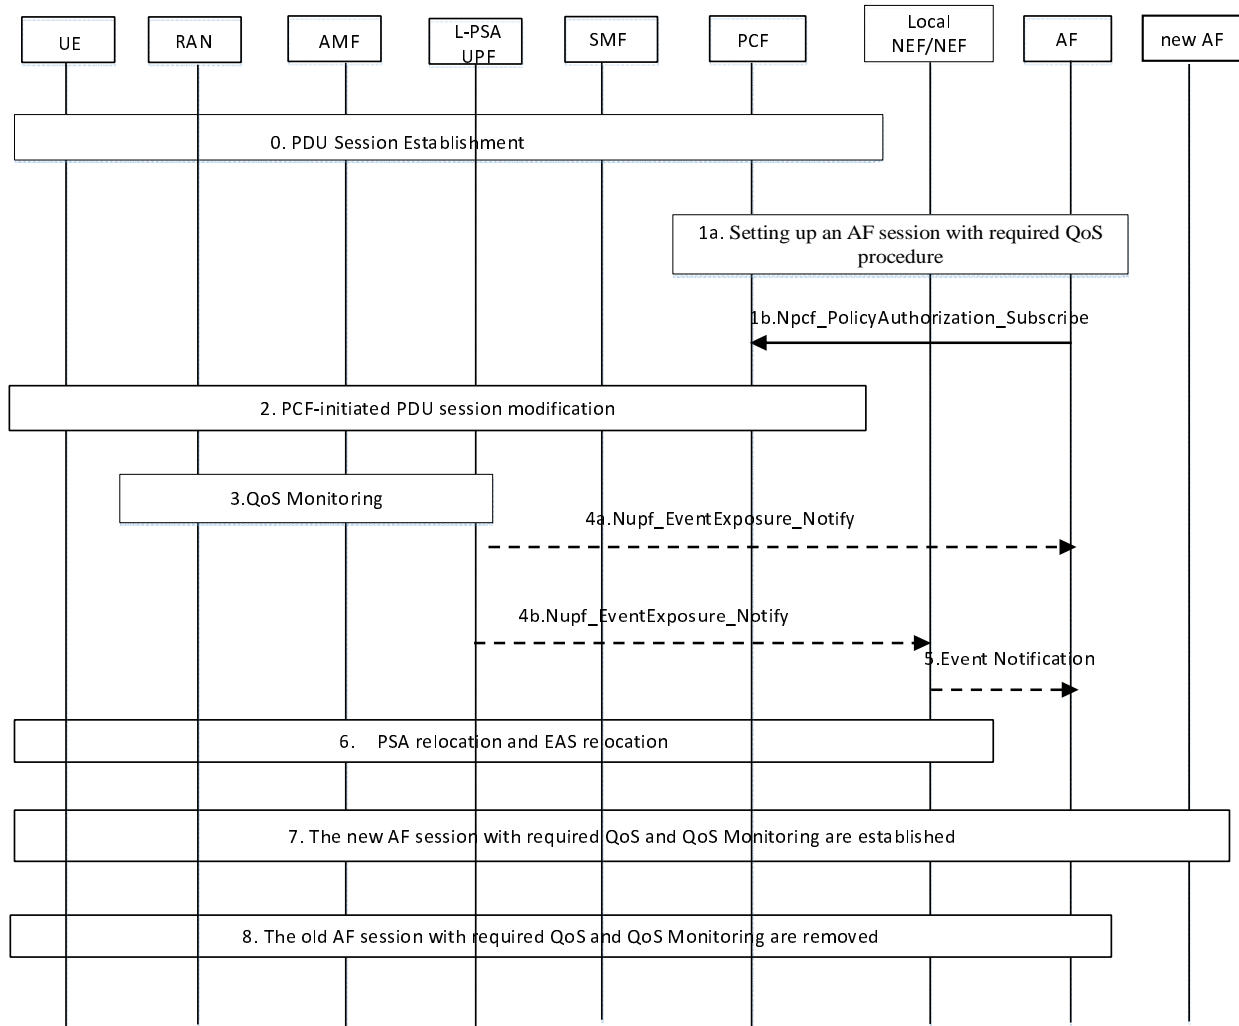 UE
RAN
AMF
L-PSA
UPF
SMF
PCF
Local
NEF/NEF
AF
new AF
0. PDU Session Establishment
1a. Setting up an AF session with required QoS
procedure
1b.Npcf_PolicyAuthorization_Subscribe
2. PCF-initiated PDU session modification
3.QoS Monitoring
4a.Nupf_EventExposure_Notify
4b.Nupf_EventExposure_Notify
5.Event Notification
6. PSA relocation and EAS relocation
7. The new AF session with required QoS and QoS Monitoring are established
8. The old AF session with required QoS and QoS Monitoring are removed